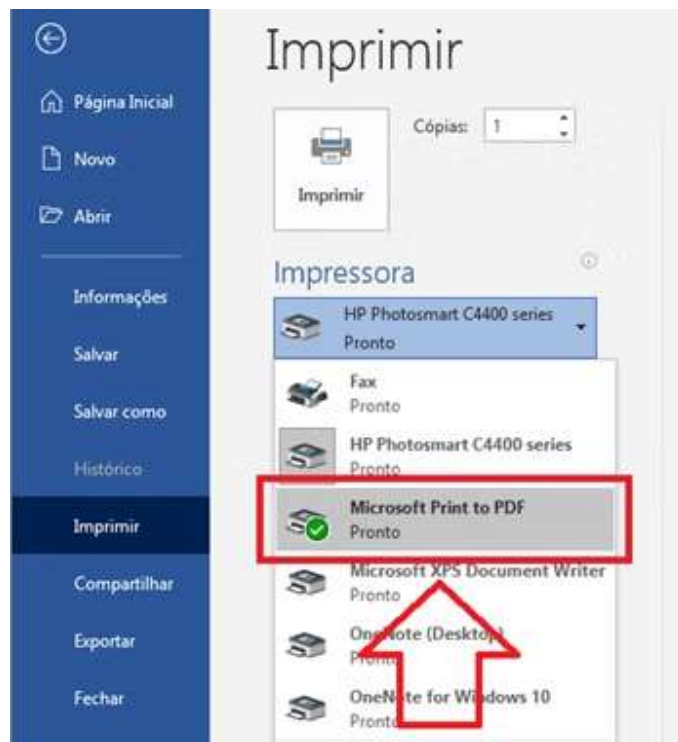 Imprimir
Página Inicial
Novo
Abrir
Informações
Salvar
Salvar como
Histórico
Imprimir
Compartilhar
Exportar
Fechar
Cópias: 1
Imprimir
Impressora
HP Photosmart C4400 series
Pronto
Fax
Pronto
HP Photosmart C4400 series
Pronto
Microsoft Print to PDF
Pronto
Microsoft XPS Document Writer
Pronto
OneNote (Desktop)
Pronto
OneNote for Windows 10
Pronto